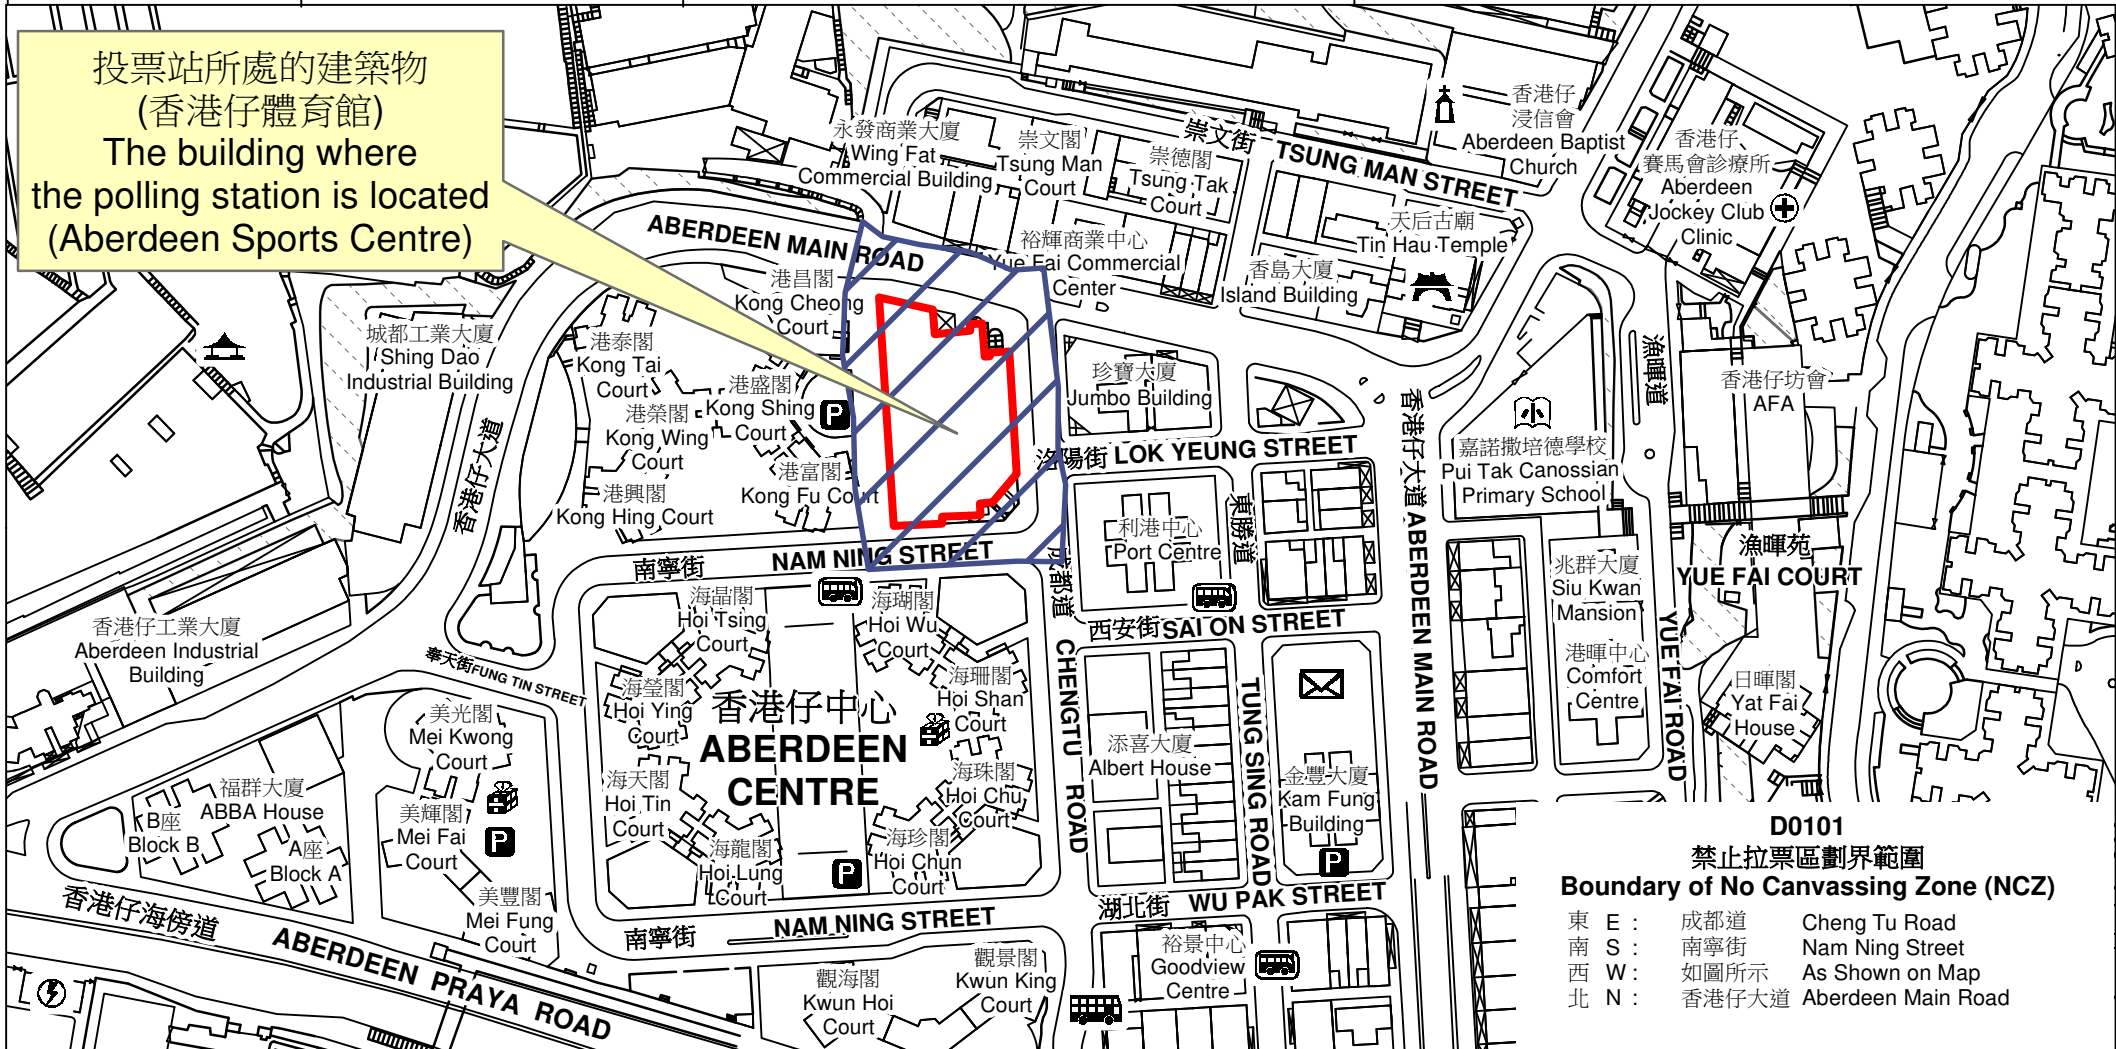 投票站所處的建築物
(香港仔體育館)
The building where
the polling station is located
(Aberdeen Sports Centre)
永發商業大廈
Wing Fat
Commercial Building
崇文閣
Tsung Man
Court
崇德閣
Tsung Tak
Court
崇文街
TSUNG MAN STREET
香港仔
浸信會
Aberdeen Baptist
Church
香港仔
賽馬會診療所
Aberdeen
Jockey Club
Clinic
天后古廟
Tin Hau Temple
ABERDEEN MAIN ROAD
裕輝商業中心
Yue Fai Commercial
Center
香島大廈
Island Building
港昌閣
Kong Cheong
Court
城都工業大廈
Shing Dao
Industrial Building
港泰閣
Kong Tai
Court
港盛閣
Kong Shing
Court
P
港榮閣
Kong Wing
Court
港富閣
Kong Fu Court
港興閣
Kong Hing Court
香港仔大道
珍寶大廈
Jumbo Building
洛陽街 LOK YEUNG STREET
香港仔大道 ABERDEEN MAIN ROAD
嘉諾撒培德學校
Pui Tak Canossian
Primary School
漁暉道
香港仔坊會
AFA
利港中心
Port Centre
東勝道
漁暉苑
YUE FAI COURT
兆群大廈
Siu Kwan
Mansion
港暉中心
Comfort
Centre
YUE FAI ROAD
日暉閣
Yat Fai
House
南寧街
NAM NING STREET
成都道
CHENGTU ROAD
西安街 SAI ON STREET
海晶閣
Hoi Tsing
Court
海瑚閣
Hoi Wu
Court
海瑩閣
Hoi Ying
Court
海珊閣
Hoi Shan
Court
香港仔中心
ABERDEEN
CENTRE
海天閣
Hoi Tin
Court
海珠閣
Hoi Chu
Court
海龍閣
Hoi Lung
Court
海珍閣
Hoi Chun
Court
P
香港仔工業大廈
Aberdeen Industrial
Building
奉天街 FUNG TIN STREET
美光閣
Mei Kwong
Court
美輝閣
Mei Fai
Court
P
美豐閣
Mei Fung
Court
福群大廈
ABBA House
B座
Block B
A座
Block A
添喜大廈
Albert House
TUNG SING ROAD
金豐大廈
Kam Fung
Building
P
湖北街 WU PAK STREET
南寧街
NAM NING STREET
香港仔海傍道
ABERDEEN PRAYA ROAD
觀海閣
Kwun Hoi
Court
觀景閣
Kwun King
Court
裕景中心
Goodview
Centre
D0101
禁止拉票區劃界範圍
Boundary of No Canvassing Zone (NCZ)
東 E : 成都道 Cheng Tu Road
南 S : 南寧街 Nam Ning Street
西 W : 如圖所示 As Shown on Map
北 N : 香港仔大道 Aberdeen Main Road